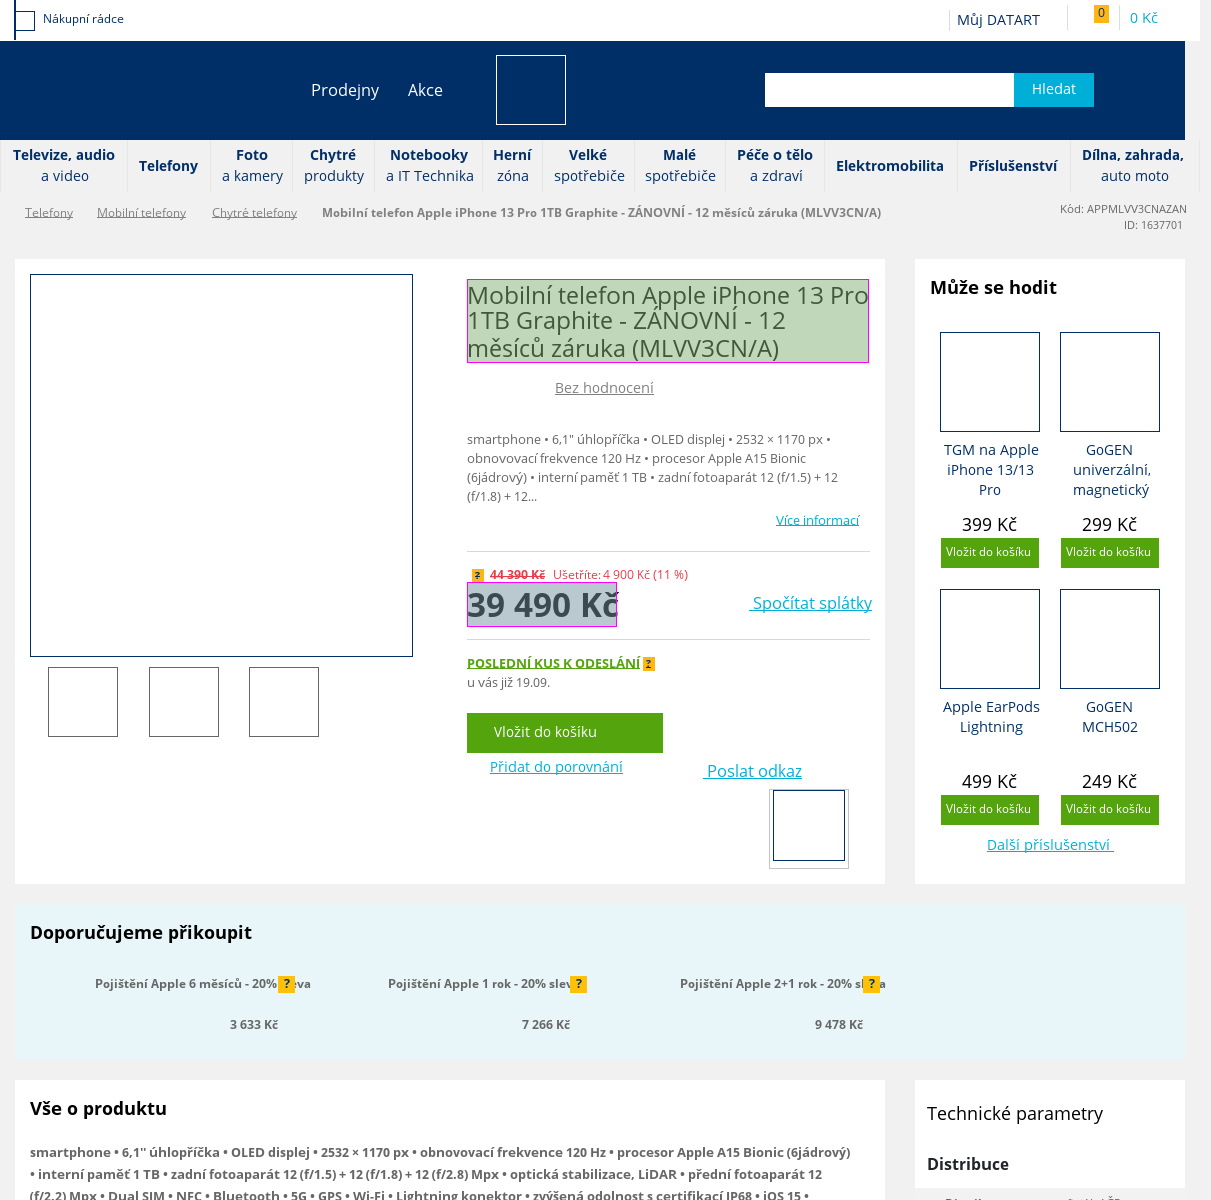 Nákupní rádce
Můj DATART
0
0 Kč
Prodejny
Akce
Hledat
Televize, audio
a video
Telefony
Foto
a kamery
Chytré
produkty
Notebooky
a IT Technika
Herní
zóna
Velké
spotřebiče
Malé
spotřebiče
Péče o tělo
a zdraví
Elektromobilita
Příslušenství
Dílna, zahrada,
auto moto
Telefony
Mobilní telefony
Chytré telefony
Mobilní telefon Apple iPhone 13 Pro 1TB Graphite - ZÁNOVNÍ - 12 měsíců záruka (MLVV3CN/A)
Kód: APPMLVV3CNAZAN
ID: 1637701
Mobilní telefon Apple iPhone 13 Pro
1TB Graphite - ZÁNOVNÍ - 12
měsíců záruka (MLVV3CN/A)
Bez hodnocení
smartphone • 6,1" úhlopříčka • OLED displej • 2532 × 1170 px •
obnovovací frekvence 120 Hz • procesor Apple A15 Bionic
(6jádrový) • interní paměť 1 TB • zadní fotoaparát 12 (f/1.5) + 12
(f/1.8) + 12...
Více informací
? 44 390 Kč Ušetříte: 4 900 Kč (11 %)
39 490 Kč
Spočítat splátky
POSLEDNÍ KUS K ODESLÁNÍ ?
u vás již 19.09.
Vložit do košíku
Přidat do porovnání
Poslat odkaz
Může se hodit
TGM na Apple
iPhone 13/13
Pro
399 Kč
Vložit do košíku
GoGEN
univerzální,
magnetický
299 Kč
Vložit do košíku
Apple EarPods
Lightning
499 Kč
Vložit do košíku
GoGEN
MCH502
249 Kč
Vložit do košíku
Další příslušenství
Doporučujeme přikoupit
Pojištění Apple 6 měsíců - 20% ?
3 633 Kč
Pojištění Apple 1 rok - 20% ?
7 266 Kč
Pojištění Apple 2+1 rok - 20% ?
9 478 Kč
Vše o produktu
smartphone • 6,1'' úhlopříčka • OLED displej • 2532 × 1170 px • obnovovací frekvence 120 Hz • procesor Apple A15 Bionic (6jádrový)
• interní paměť 1 TB • zadní fotoaparát 12 (f/1.5) + 12 (f/1.8) + 12 (f/2.8) Mpx • optická stabilizace, LiDAR • přední fotoaparát 12
(f/2.2) Mpx • Dual SIM • NFC • Bluetooth • 5G • GPS • Wi-Fi • Lightning konektor • zvýšená odolnost s certifikací IP68 • iOS 15 •
Technické parametry
Distribuce